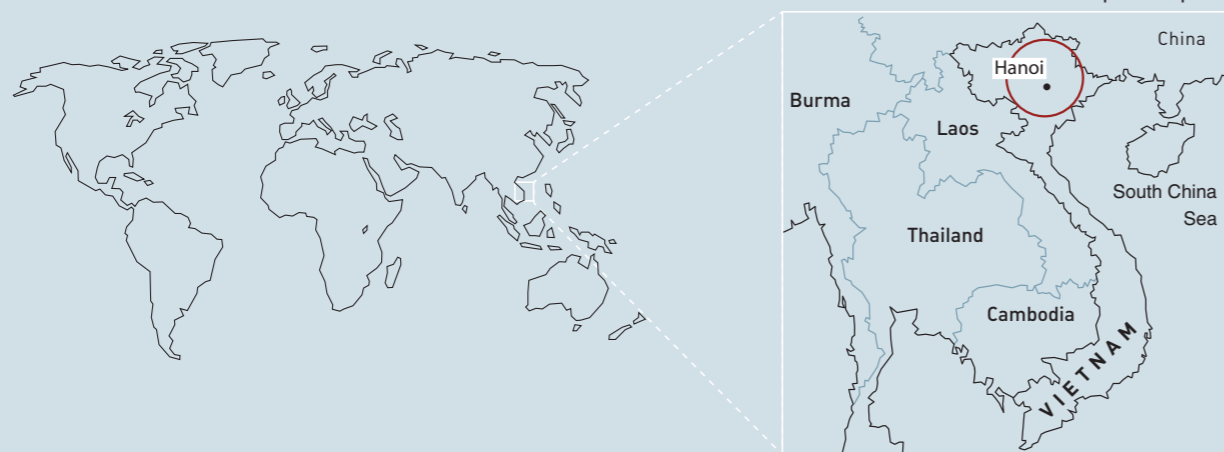 China
Hanoi
Burma
Laos
South China
Sea
Thailand
Cambodia
VIETNAM